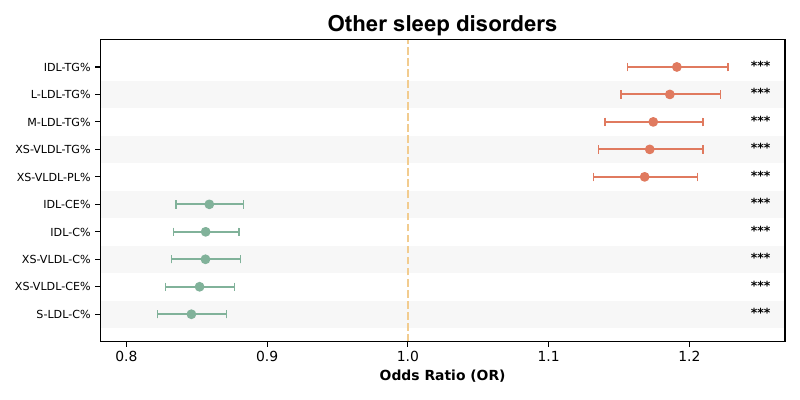 Other sleep disorders
IDL-TG% ***
L-LDL-TG% ***
M-LDL-TG% ***
XS-VLDL-TG% ***
XS-VLDL-PL% ***
IDL-CE% ***
IDL-C% ***
XS-VLDL-C% ***
XS-VLDL-CE% ***
S-LDL-C% ***
0.8 0.9 1.0 1.1 1.2
Odds Ratio (OR)